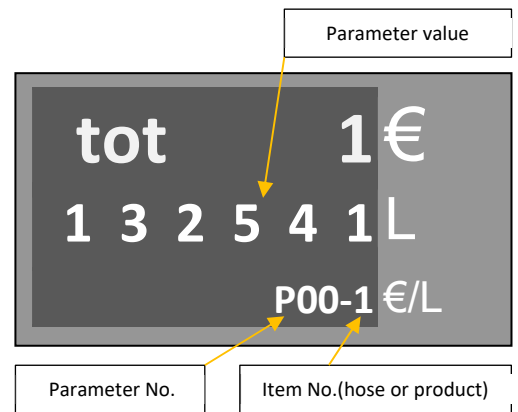 Parameter value
tot 1 €
1 3 2 5 4 1 L
P00-1 €/L
Parameter No.
Item No.(hose or product)